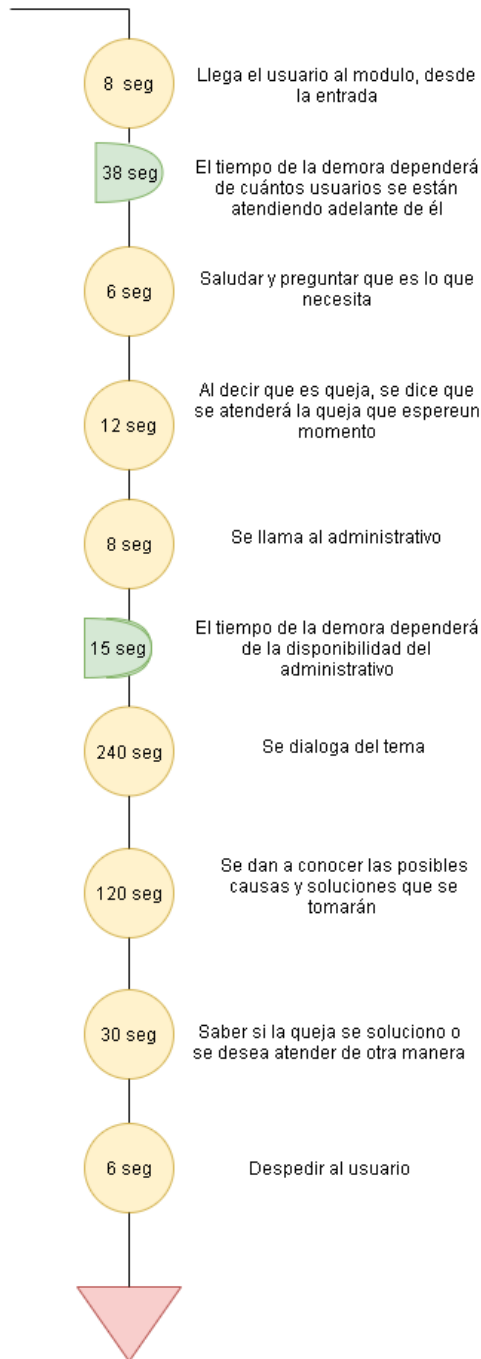 8 seg
Llega el usuario al modulo, desde
la entrada
38 seg
El tiempo de la demora dependerá
de cuántos usuarios se están
atendiendo adelante de él
6 seg
Saludar y preguntar que es lo que
necesita
12 seg
Al decir que es queja, se dice que
se atenderá la queja que espereun
momento
8 seg
Se llama al administrativo
15 seg
El tiempo de la demora dependerá
de la disponibilidad del
administrativo
240 seg
Se dialoga del tema
120 seg
Se dan a conocer las posibles
causas y soluciones que se
tomarán
30 seg
Saber si la queja se soluciono o
se desea atender de otra manera
6 seg
Despedir al usuario